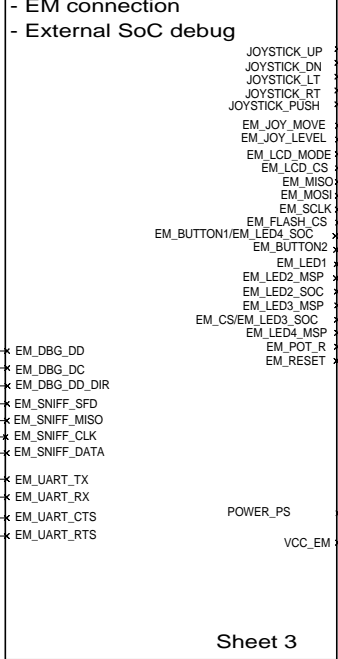 - EM connection
- External SoC debug
JOYSTICK_UP
JOYSTICK_DN
JOYSTICK_LT
JOYSTICK_RT
JOYSTICK_PUSH
EM_JOY_MOVE
EM_JOY_LEVEL
EM_LCD_MODE
EM_LCD_CS
EM_MISO
EM_MOSI
EM_SCLK
EM_FLASH_CS
EM_BUTTON1/EM_LED4_SOC
EM_BUTTON2
EM_LED1
EM_LED2_MSP
EM_LED2_SOC
EM_LED3_MSP
EM_CS/EM_LED3_SOC
EM_LED4_MSP
EM_POT_R
EM_RESET
EM_DBG_DD
EM_DBG_DC
EM_DBG_DD_DIR
EM_SNIFF_SFD
EM_SNIFF_MISO
EM_SNIFF_CLK
EM_SNIFF_DATA
EM_UART_TX
EM_UART_RX
EM_UART_CTS
EM_UART_RTS
POWER_PS
VCC_EM
Sheet 3